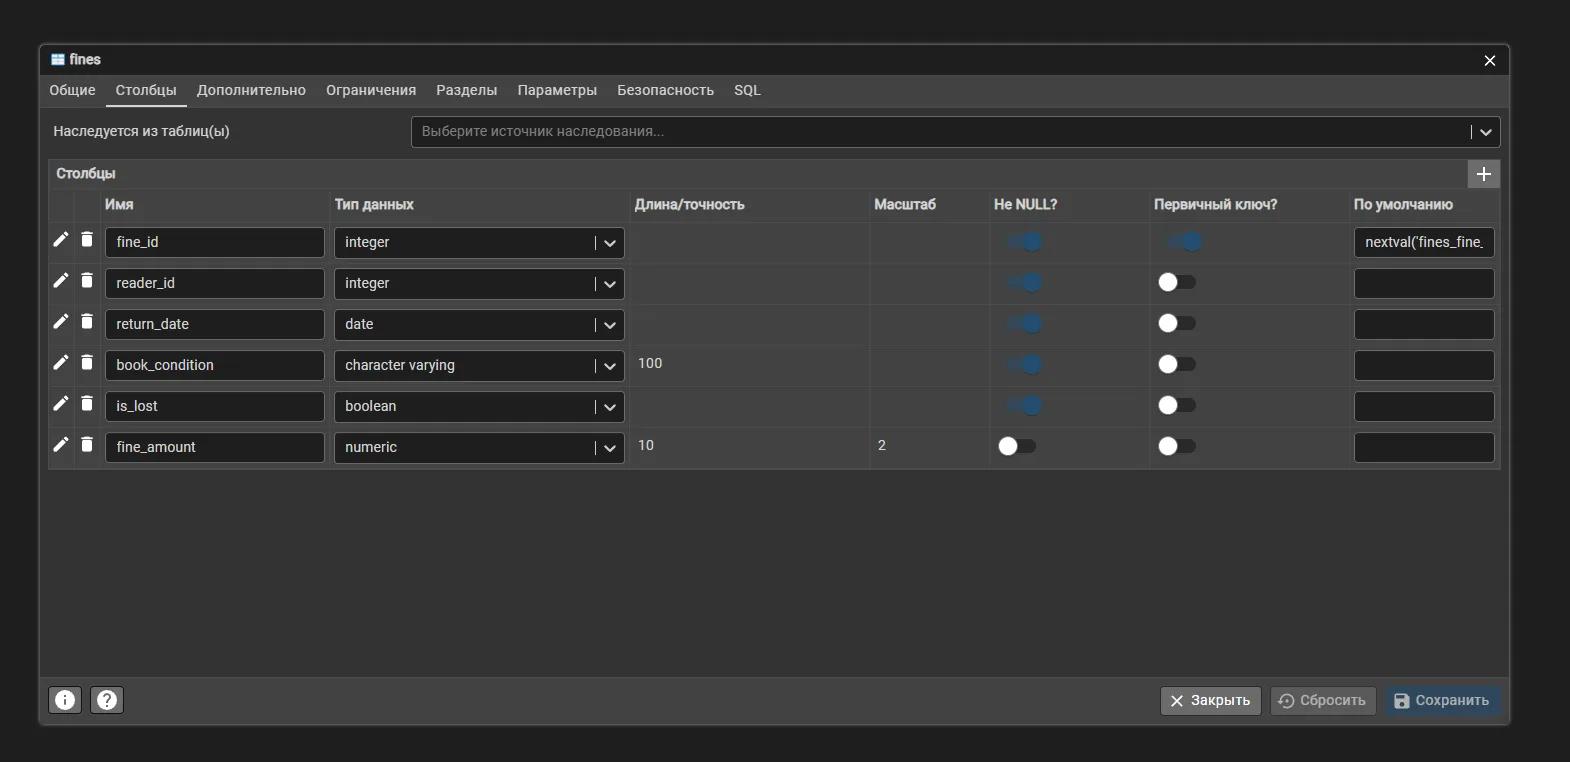 fines
Общие Столбцы Дополнительно Ограничения Разделы Параметры Безопасность SQL
Наследуется из таблиц(ы) Выберите источник наследования...
Столбцы
Имя Тип данных Длина/точность Масштаб Не NULL? Первичный ключ? По умолчанию
fine_id integer nextval('fines_fine_
reader_id integer
return_date date
book_condition character varying 100
is_lost boolean
fine_amount numeric 10 2
Закрыть Сбросить Сохранить